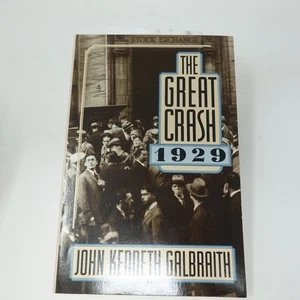 STOCK EXCHANGE
THE
GREAT
CRASH
1929
JOHN KENNETH GALBRAITH